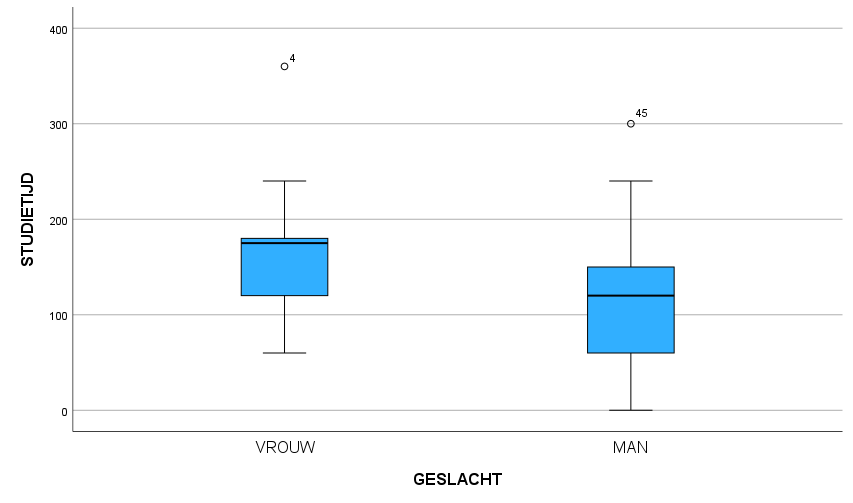 400
4
300
45
200
100
0
STUDIETIJD
VROUW
MAN
GESLACHT